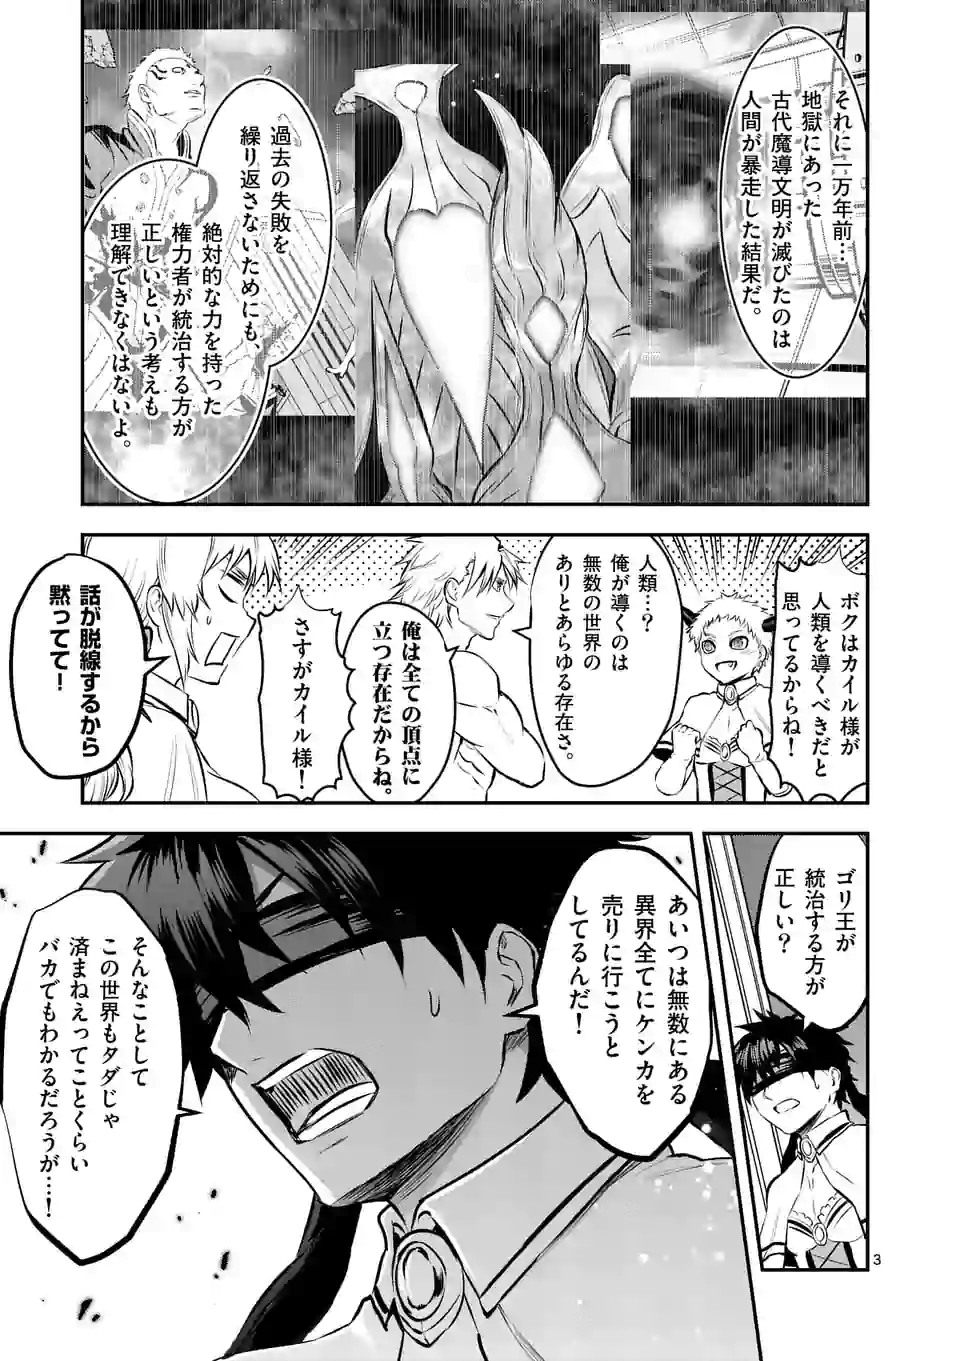 それに一万年前…
地獄にあった
古代魔導文明が滅びたのは
人間が暴走した結果だ。
過去の失敗を
繰り返さないためにも、
絶対的な力を持った
権力者が統治する方が
正しいという考えも
理解できなくはないよ。
ボクはカイル様が
人類を導くべきだと
思ってるからね！
人類…？
俺が導くのは
無数の世界の
ありとあらゆる存在さ。
俺は全ての頂点に
立つ存在だからね。
さすがカイル様！
話が脱線するから
黙ってて！
ゴリ王が
統治する方が
正しい？
あいつは無数にある
異界全てにケンカを
売りに行こうと
してるんだ！
そんなことして
この世界もタダじゃ
済まねえってことくらい
バカでもわかるだろうが…！
3